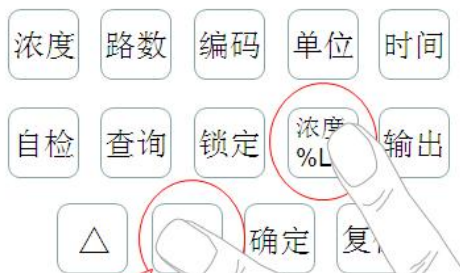 浓度 路数 编码 单位 时间
自检 查询 锁定 浓度 输出
%L
△ 确定 复